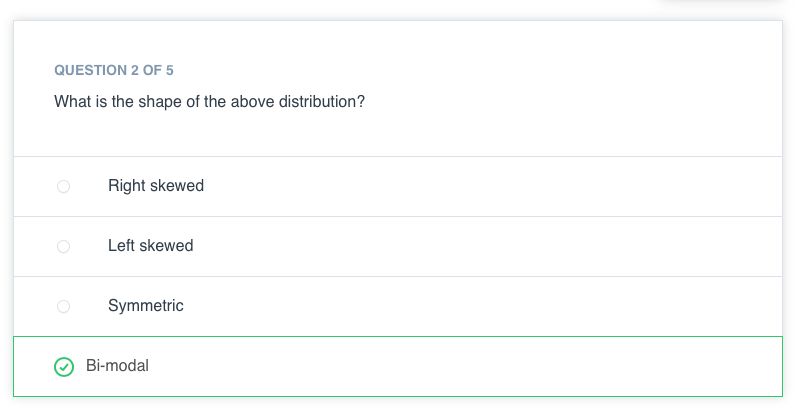 QUESTION 2 OF 5
What is the shape of the above distribution?
Right skewed
Left skewed
Symmetric
Bi-modal